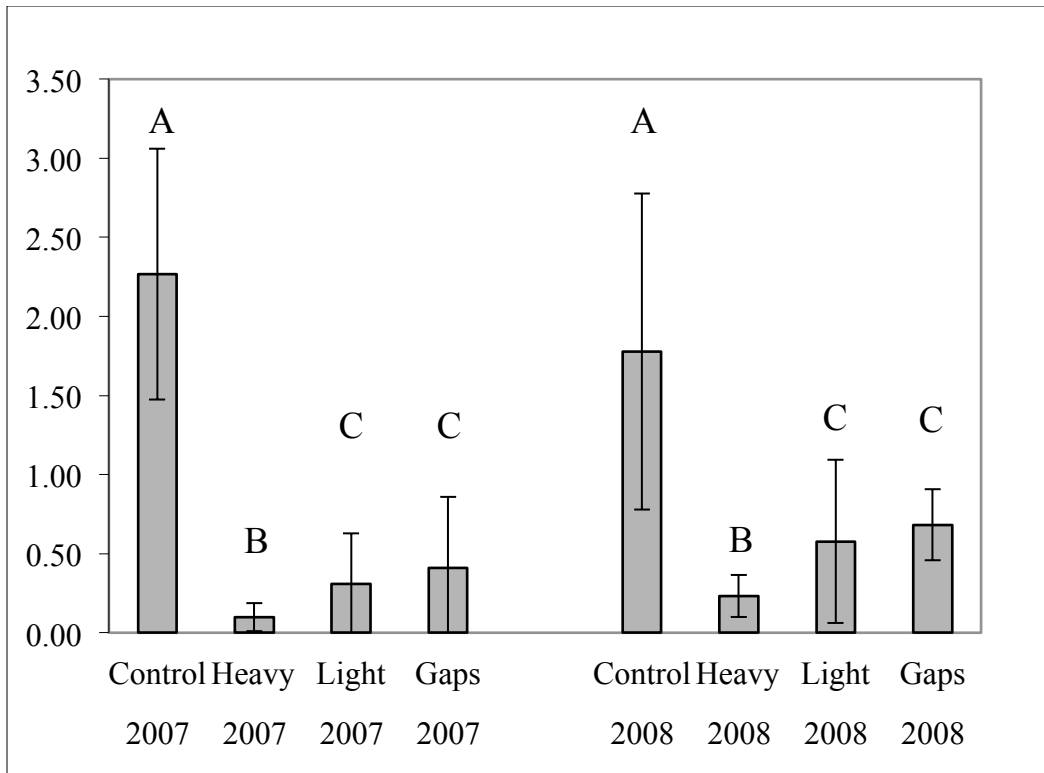 3.50
3.00
2.50
2.00
1.50
1.00
0.50
0.00
A
B
C
C
A
B
C
C
Control Heavy Light Gaps Control Heavy Light Gaps
2007 2007 2007 2007 2008 2008 2008 2008